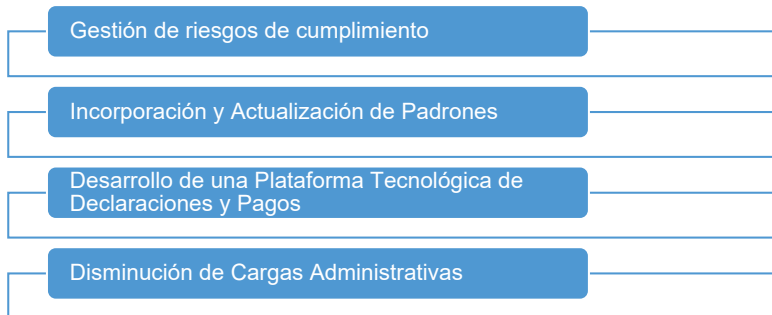 Gestión de riesgos de cumplimiento
Incorporación y Actualización de Padrones
Desarrollo de una Plataforma Tecnológica de
Declaraciones y Pagos
Disminución de Cargas Administrativas